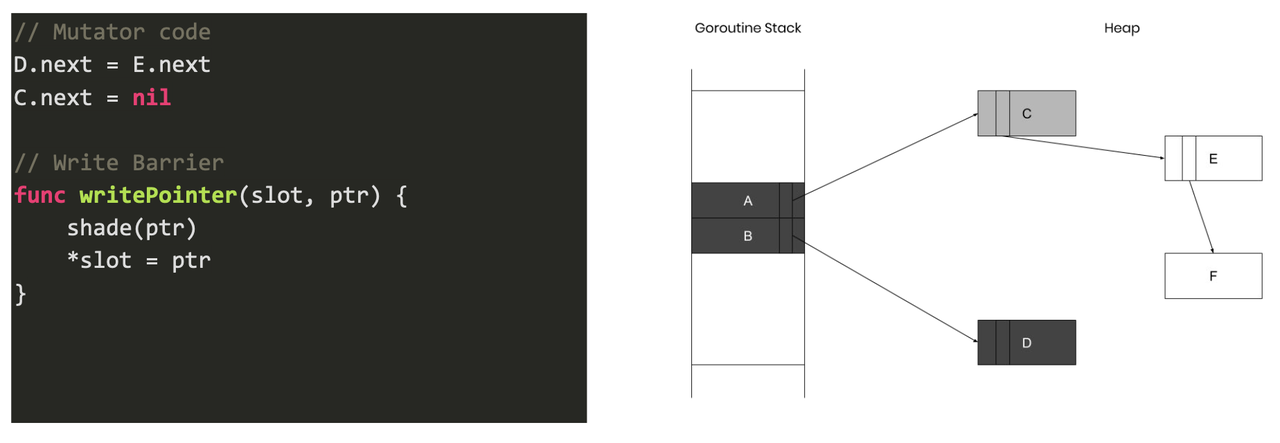 // Mutator code
D.next = E.next
C.next = nil
// Write Barrier
func writePointer(slot, ptr) {
    shade(ptr)
    *slot = ptr
}
Goroutine Stack
Heap
A
B
C
E
F
D